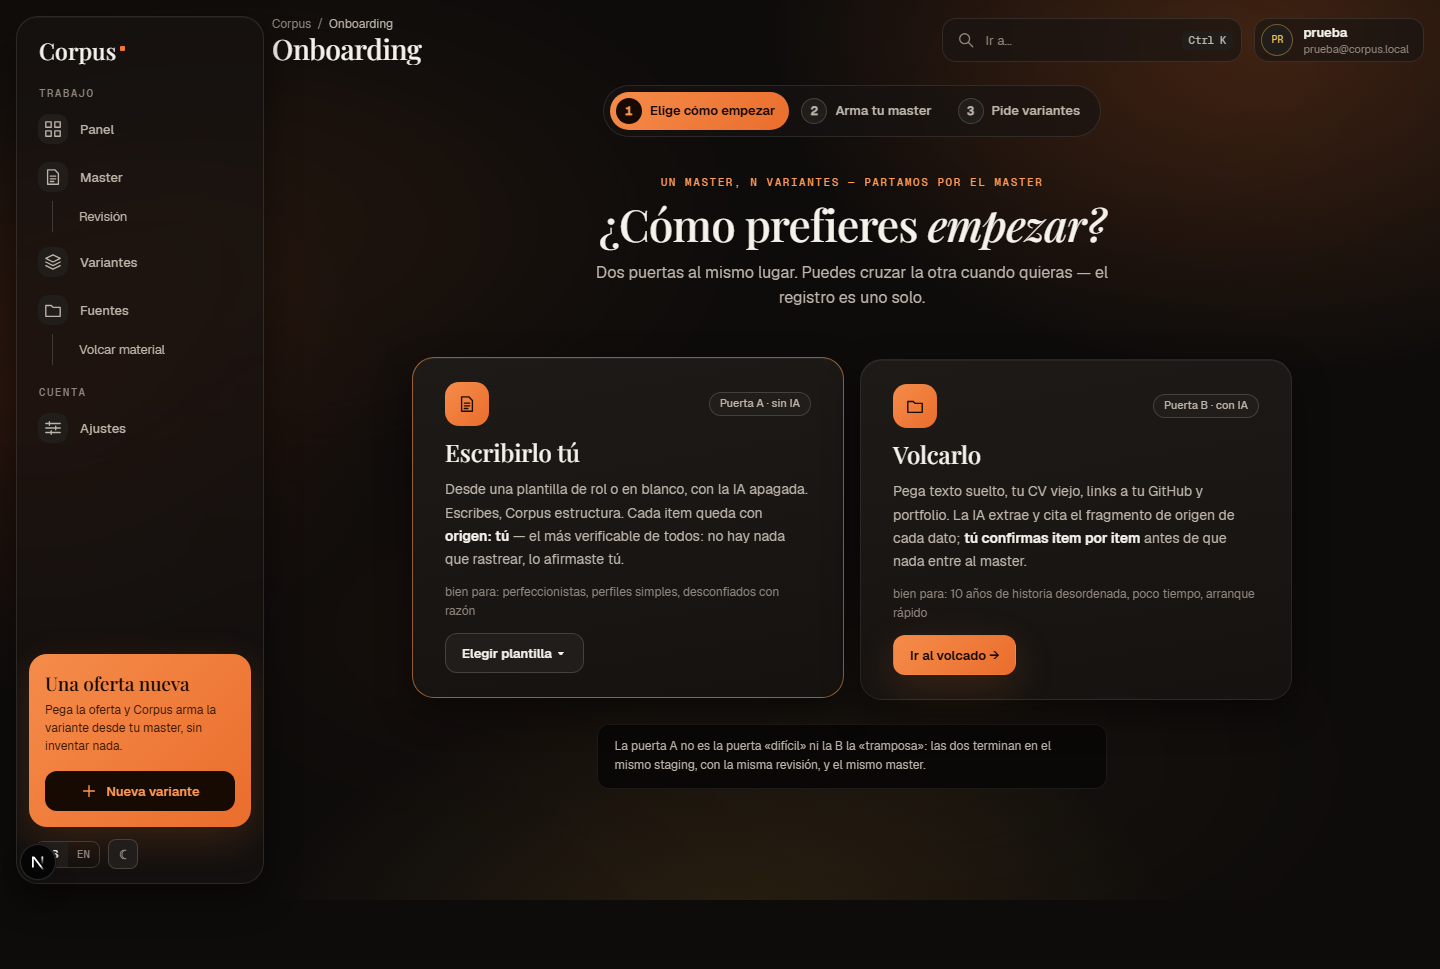 Corpus
TRABAJO
Panel
Master
Revisión
Variantes
Fuentes
Volcar material
CUENTA
Ajustes
Una oferta nueva
Pega la oferta y Corpus arma la
variante desde tu master, sin
inventar nada.
+ Nueva variante
EN
Corpus / Onboarding
Onboarding
Ir a...
Ctrl K
PR
prueba
prueba@corpus.local
1 Elige cómo empezar
2 Arma tu master
3 Pide variantes
UN MASTER, N VARIANTES — PARTAMOS POR EL MASTER
¿Cómo prefieres empezar?
Dos puertas al mismo lugar. Puedes cruzar la otra cuando quieras — el
registro es uno solo.
Puerta A · sin IA
Escribirlo tú
Desde una plantilla de rol o en blanco, con la IA apagada.
Escribes, Corpus estructura. Cada item queda con
origen: tú — el más verificable de todos: no hay nada
que rastrear, lo afirmaste tú.
bien para: perfeccionistas, perfiles simples, desconfiados con
razón
Elegir plantilla
Puerta B · con IA
Volcarlo
Pega texto suelto, tu CV viejo, links a tu GitHub y
portfolio. La IA extrae y cita el fragmento de origen de
cada dato; tú confirmas item por item antes de que
nada entre al master.
bien para: 10 años de historia desordenada, poco tiempo, arranque
rápido
Ir al volcado →
La puerta A no es la puerta «difícil» ni la B la «tramposa»: las dos terminan en el
mismo staging, con la misma revisión, y el mismo master.